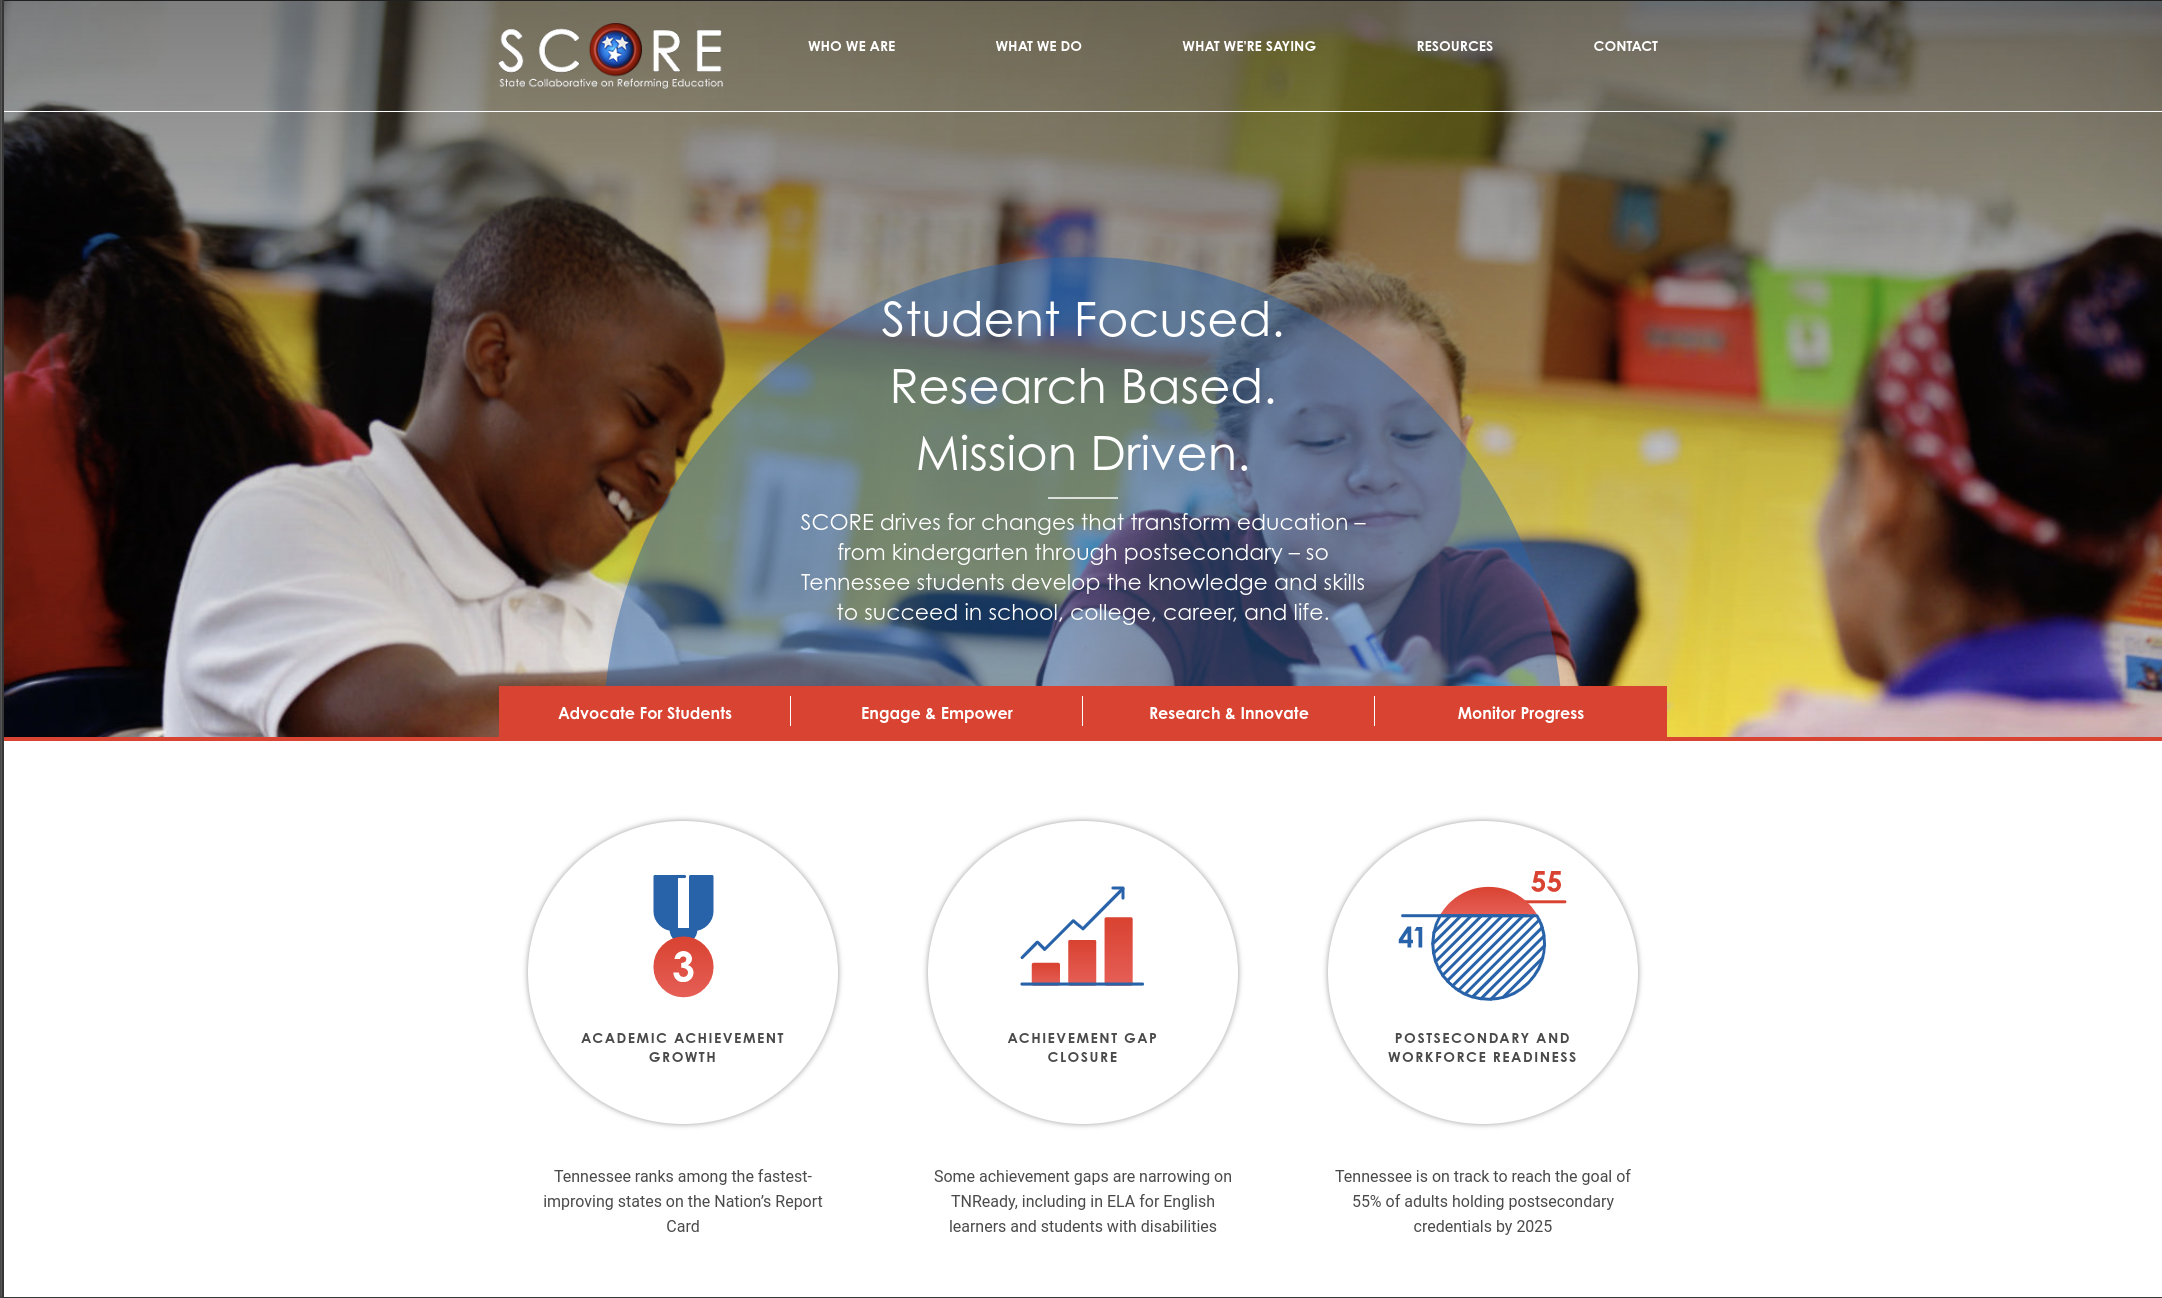 SCORE
State Collaborative on Reforming Education
WHO WE ARE
WHAT WE DO
WHAT WE'RE SAYING
RESOURCES
CONTACT
Student Focused.
Research Based.
Mission Driven.
SCORE drives for changes that transform education –
from kindergarten through postsecondary – so
Tennessee students develop the knowledge and skills
to succeed in school, college, career, and life.
Advocate For Students
Engage & Empower
Research & Innovate
Monitor Progress
3
ACADEMIC ACHIEVEMENT
GROWTH
Tennessee ranks among the fastest-
improving states on the Nation’s Report
Card
ACHIEVEMENT GAP
CLOSURE
Some achievement gaps are narrowing on
TNReady, including in ELA for English
learners and students with disabilities
55
41
POSTSECONDARY AND
WORKFORCE READINESS
Tennessee is on track to reach the goal of
55% of adults holding postsecondary
credentials by 2025